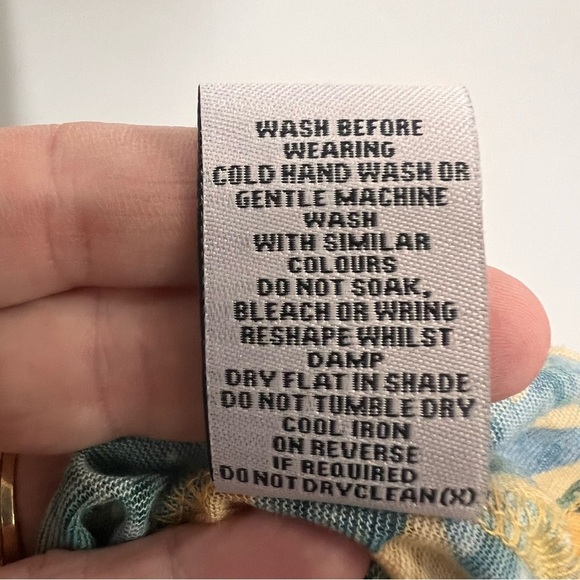 WASH BEFORE
WEARING
COLD HAND WASH OR
GENTLE MACHINE
WASH
WITH SIMILAR
COLOURS
DO NOT SOAK,
BLEACH OR WRING
RESHAPE WHILST
DAMP
DRY FLAT IN SHADE
DO NOT TUMBLE DRY
COOL IRON
ON REVERSE
IF REQUIRED
DO NOT DRYCLEAN(X)